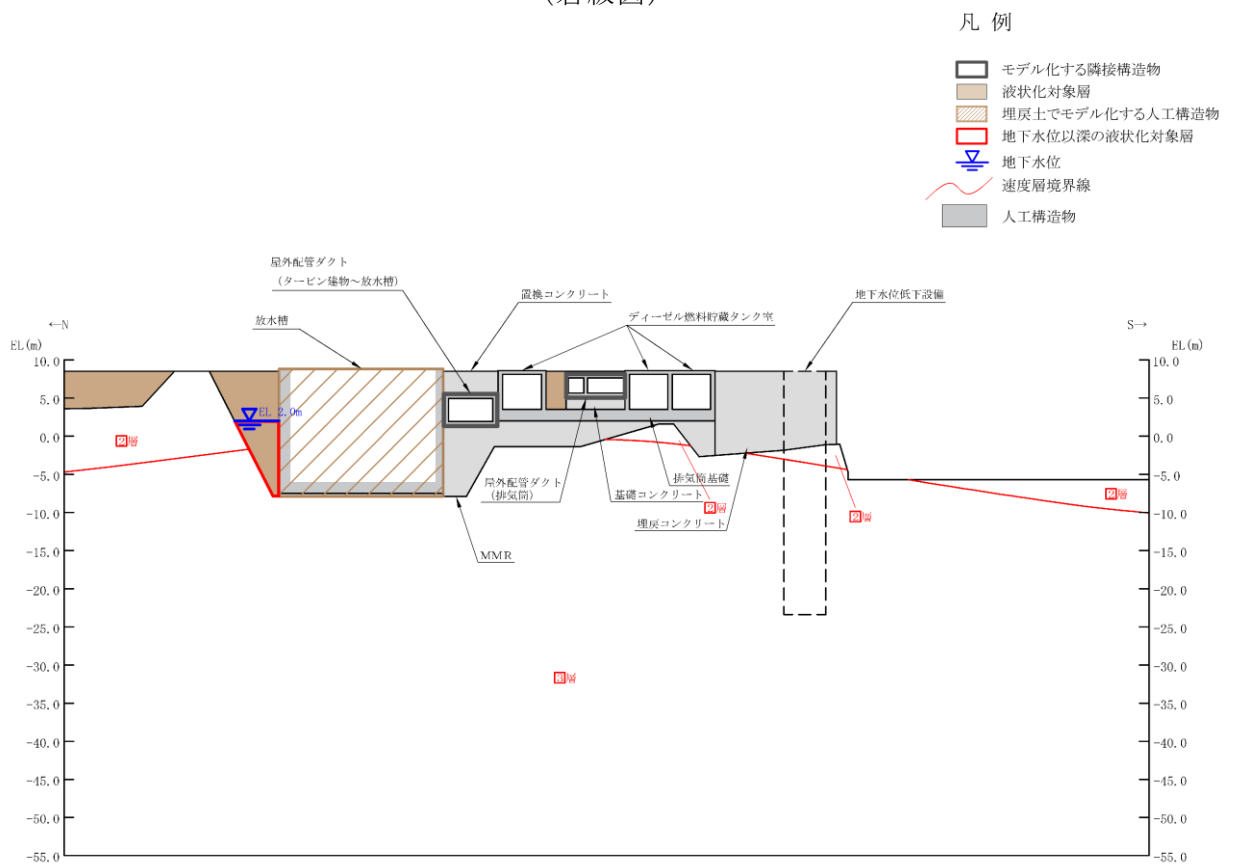 凡 例
モデル化する隣接構造物
液状化対象層
埋戻土でモデル化する人工構造物
地下水位以深の液状化対象層
地下水位
速度層境界線
人工構造物
屋外配管ダクト
(タービン建物~放水槽)
置換コンクリート
地下水位低下設備
放水槽
ディーゼル燃料貯蔵タンク室
←N
S→
EL(m)
EL(m)
10.0
5.0
0.0
-5.0
-10.0
-15.0
-20.0
-25.0
-30.0
-35.0
-40.0
-45.0
-50.0
-55.0
EL 2.0m
②層
屋外配管ダクト
(排気筒)
基礎コンクリート
排気筒基礎
埋戻コンクリート
MMR
②層
②層
②層
③層
10.0
5.0
0.0
-5.0
-10.0
-15.0
-20.0
-25.0
-30.0
-35.0
-40.0
-45.0
-50.0
-55.0